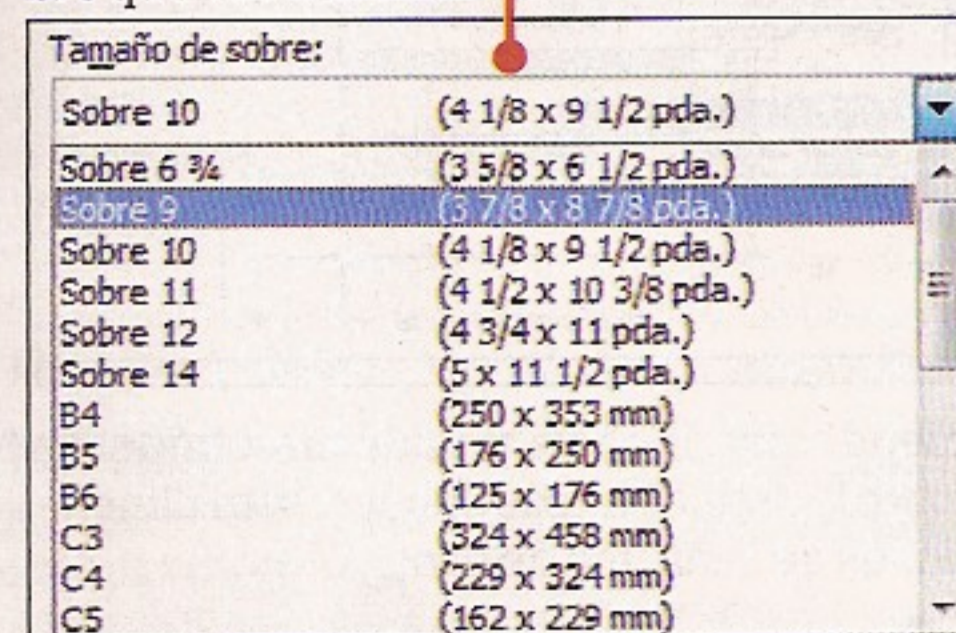 Tamaño de sobre:
Sobre 10 (4 1/8 x 9 1/2 pda.)
Sobre 6 ¾ (3 5/8 x 6 1/2 pda.)
Sobre 9 (3 7/8 x 8 7/8 pda.)
Sobre 10 (4 1/8 x 9 1/2 pda.)
Sobre 11 (4 1/2 x 10 3/8 pda.)
Sobre 12 (4 3/4 x 11 pda.)
Sobre 14 (5 x 11 1/2 pda.)
B4 (250 x 353 mm)
B5 (176 x 250 mm)
B6 (125 x 176 mm)
C3 (324 x 458 mm)
C4 (229 x 324 mm)
C5 (162 x 229 mm)